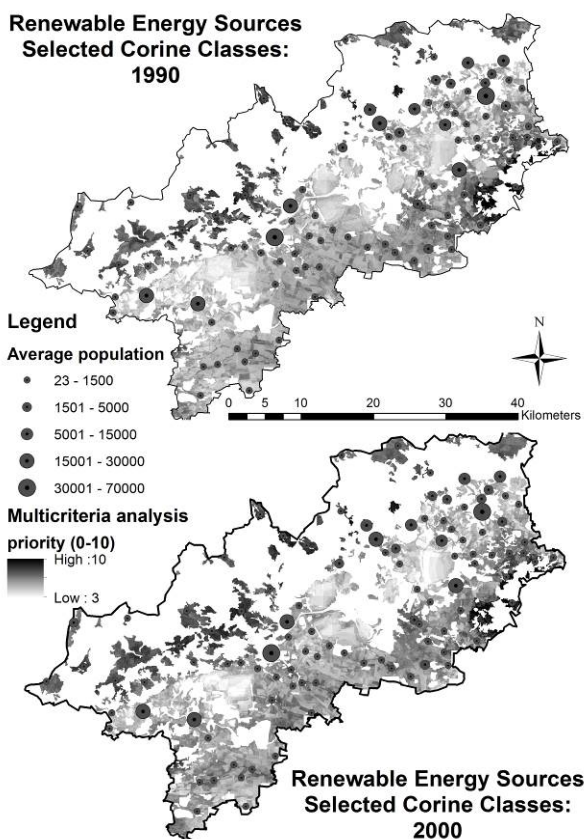 Renewable Energy Sources
Selected Corine Classes:
1990
Legend
Average population
23 - 1500
1501 - 5000
5001 - 15000
15001 - 30000
30001 - 70000
Multicriteria analysis
priority (0-10)
High :10
Low : 3
N
0 5 10 20 30 40
Kilometers
Renewable Energy Sources
Selected Corine Classes:
2000